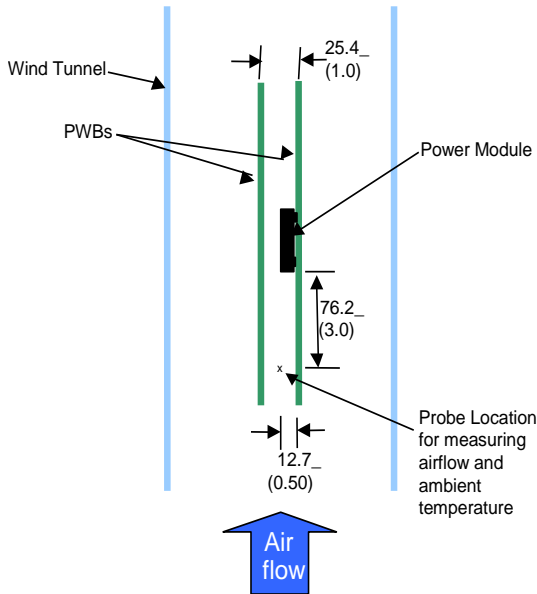 25.4_
(1.0)
Wind Tunnel
PWBs
Power Module
76.2_
(3.0)
x
Probe Location
for measuring
airflow and
ambient
temperature
12.7_
(0.50)
Air
flow